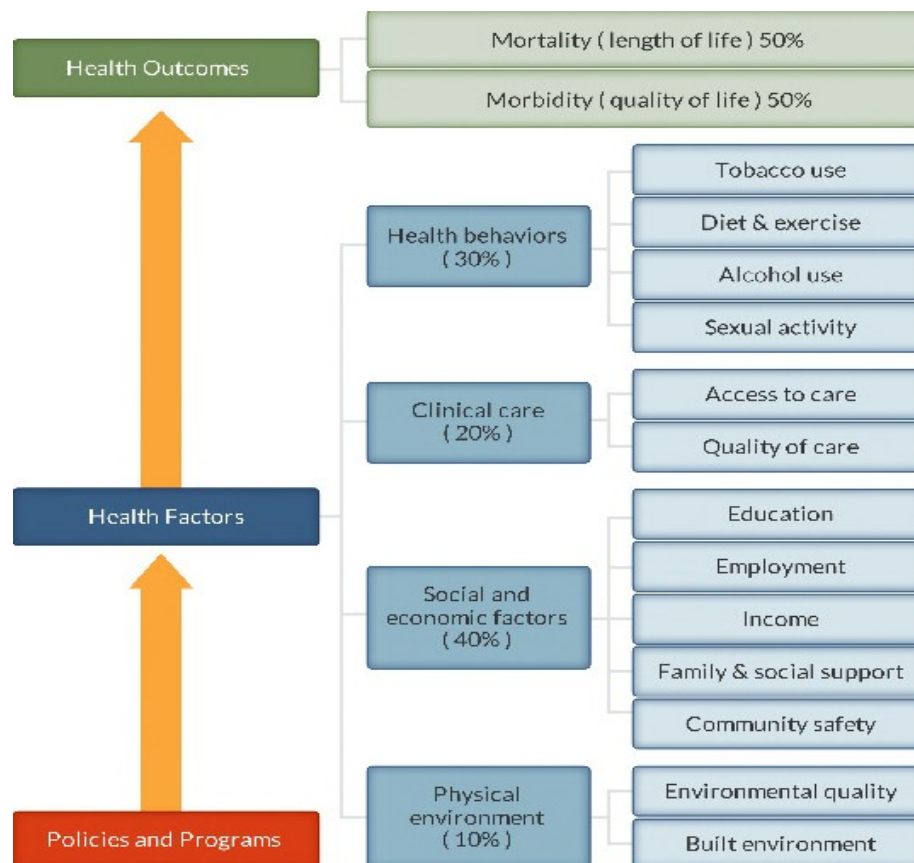 Health Outcomes
Mortality ( length of life ) 50%
Morbidity ( quality of life ) 50%
Health behaviors
( 30% )
Tobacco use
Diet & exercise
Alcohol use
Sexual activity
Clinical care
( 20% )
Access to care
Quality of care
Health Factors
Social and
economic factors
( 40% )
Education
Employment
Income
Family & social support
Community safety
Policies and Programs
Physical
environment
( 10% )
Environmental quality
Built environment